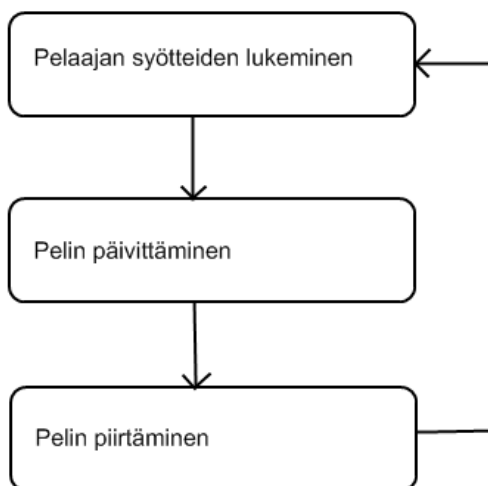 Pelaajan syötteiden lukeminen
Pelin päivittäminen
Pelin piirtäminen